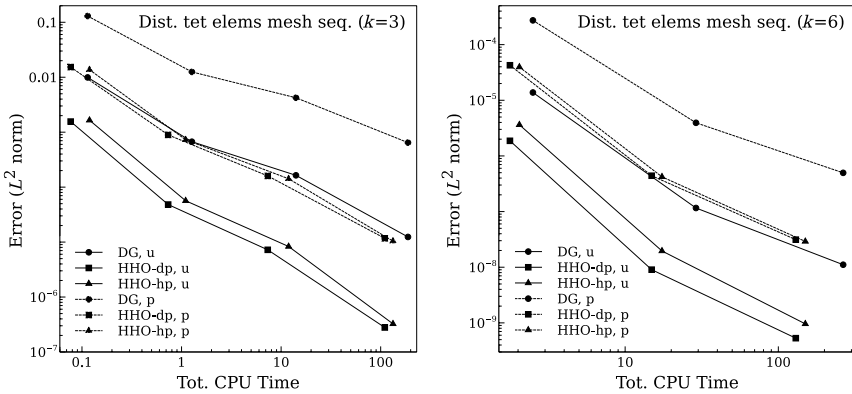 Dist. tet elems mesh seq. (k=3)
Error (L² norm)
0.1
0.01
10⁻⁶
10⁻⁷
DG, u
HHO-dp, u
HHO-hp, u
DG, p
HHO-dp, p
HHO-hp, p
0.1 1 10 100
Tot. CPU Time
Dist. tet elems mesh seq. (k=6)
Error (L² norm)
10⁻⁴
10⁻⁵
10⁻⁸
10⁻⁹
DG, u
HHO-dp, u
HHO-hp, u
DG, p
HHO-dp, p
HHO-hp, p
10 100
Tot. CPU Time